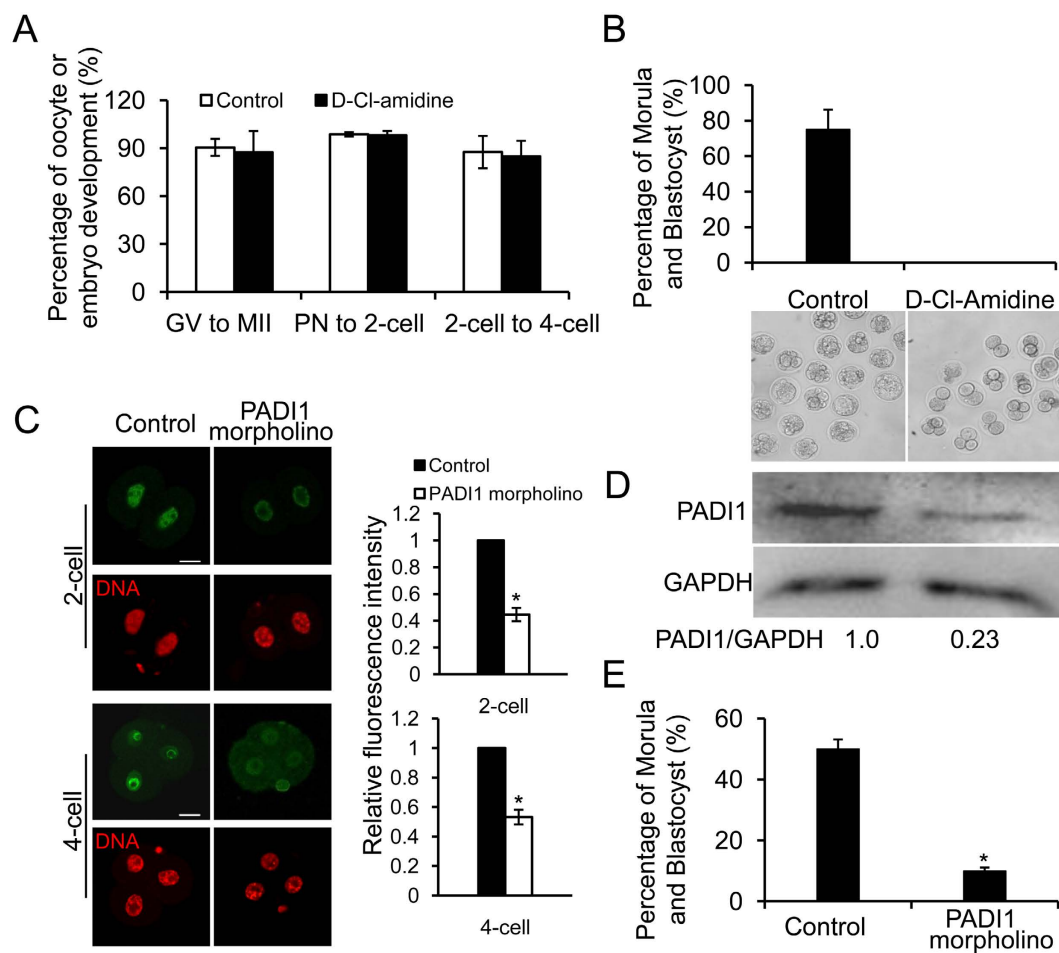 A
Percentage of oocyte or
embryo development (%)
120
90
60
30
0
Control
D-Cl-amidine
GV to MII
PN to 2-cell
2-cell to 4-cell
B
Percentage of Morula
and Blastocyst (%)
100
80
60
40
20
0
Control
D-Cl-Amidine
C
Control
PADI1
morpholino
2-cell
DNA
4-cell
DNA
Control
PADI1 morpholino
Relative fluorescence intensity
1.2
1
0.8
0.6
0.4
0.2
0
*
2-cell
1.2
1
0.8
0.6
0.4
0.2
0
*
4-cell
D
PADI1
GAPDH
PADI1/GAPDH 1.0 0.23
E
Percentage of Morula
and Blastocyst (%)
60
40
20
0
*
Control
PADI1
morpholino